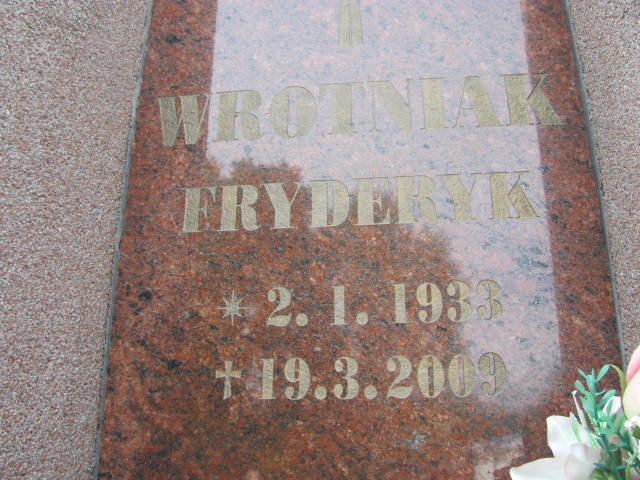 WROTNIAK
FRYDERYK
* 2. 1. 1933
† 19.3.2009